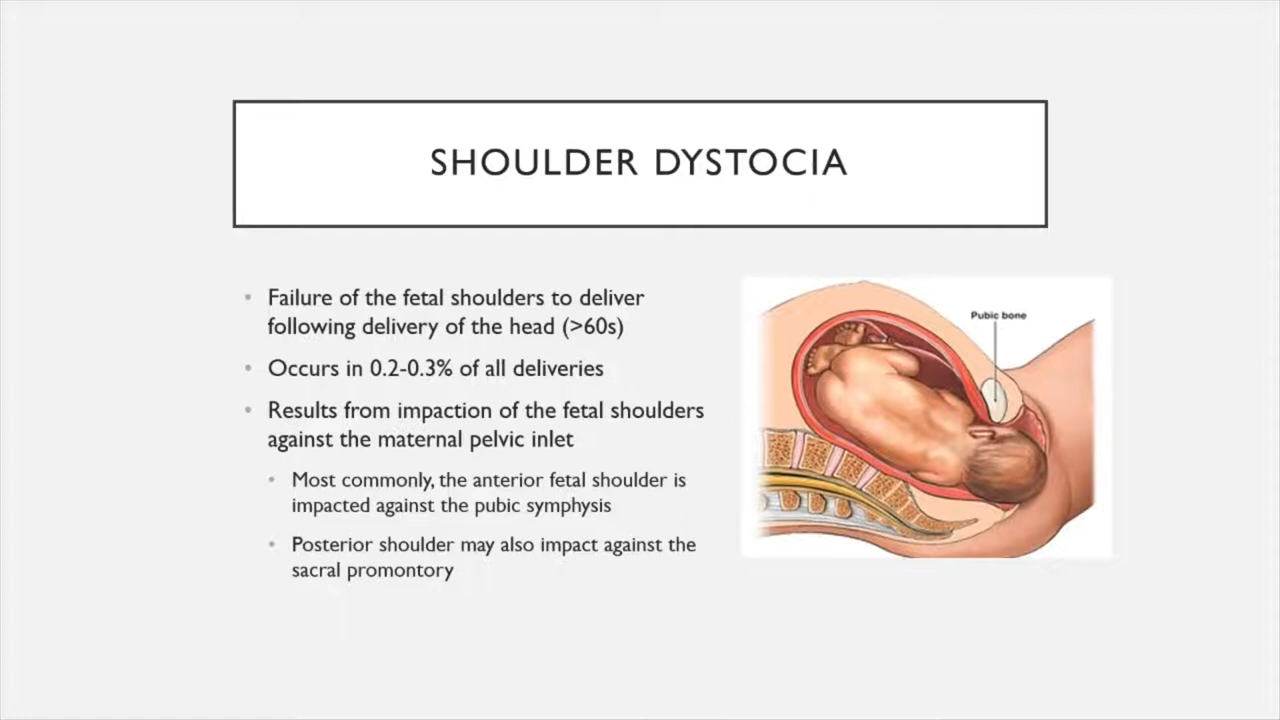 SHOULDER DYSTOCIA
• Failure of the fetal shoulders to deliver
following delivery of the head (>60s)
• Occurs in 0.2-0.3% of all deliveries
• Results from impaction of the fetal shoulders
against the maternal pelvic inlet
• Most commonly, the anterior fetal shoulder is
impacted against the pubic symphysis
• Posterior shoulder may also impact against the
sacral promontory
Pubic bone